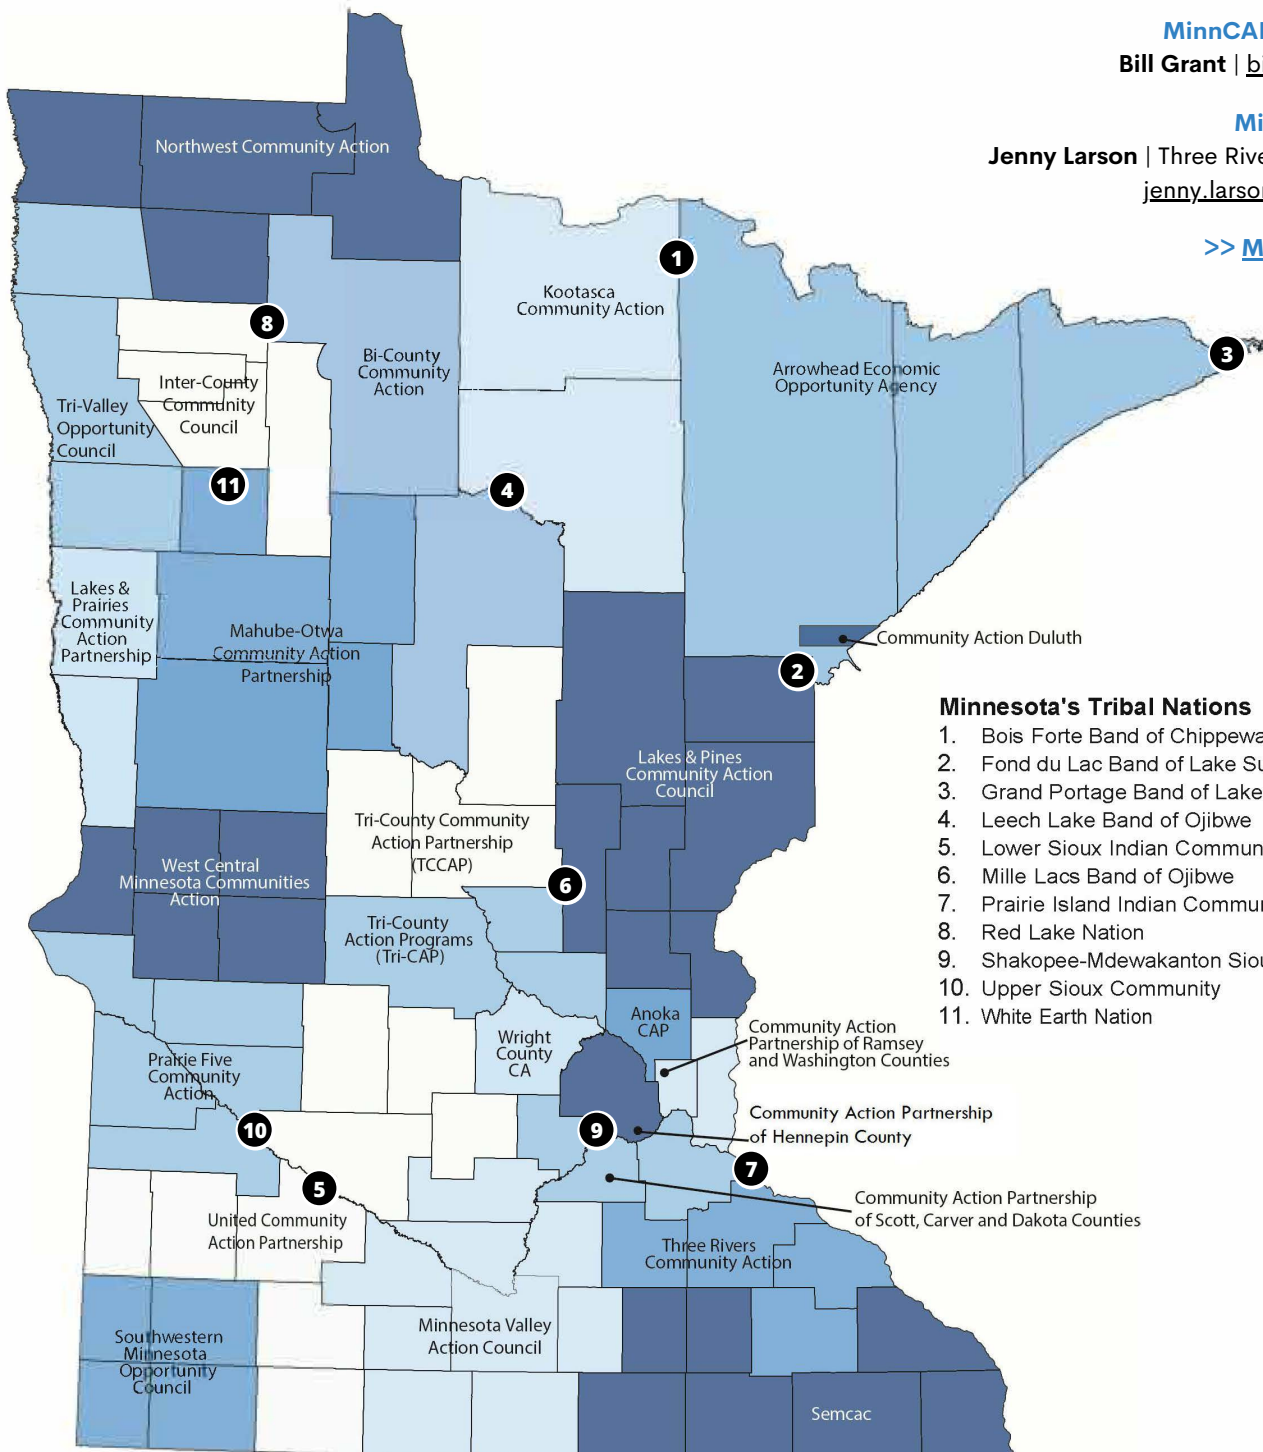 MinnCAP
Bill Grant | bi
Mi
Jenny Larson | Three Rive
jenny.larson
>> M
Northwest Community Action
Kootasca
Community Action
1
8
3
Bi-County
Community
Action
Arrowhead Economic
Opportunity Agency
Inter-County
Community
Council
Tri-Valley
Opportunity
Council
11
4
Lakes &
Prairies
Community
Action
Partnership
Mahube-Otwa
Community Action
Partnership
Community Action Duluth
2
Minnesota's Tribal Nations
1. Bois Forte Band of Chippewa
2. Fond du Lac Band of Lake Su
3. Grand Portage Band of Lake
4. Leech Lake Band of Ojibwe
5. Lower Sioux Indian Commun
6. Mille Lacs Band of Ojibwe
7. Prairie Island Indian Commun
8. Red Lake Nation
9. Shakopee-Mdewakanton Siou
10. Upper Sioux Community
11. White Earth Nation
Lakes & Pines
Community Action
Council
Tri-County Community
Action Partnership
(TCCAP)
West Central
Minnesota Communities
Action
6
Tri-County
Action Programs
(Tri-CAP)
Anoka
CAP
Wright
County
CA
Community Action
Partnership of Ramsey
and Washington Counties
Prairie Five
Community
Action
Community Action Partnership
of Hennepin County
10
9
7
5
Community Action Partnership
of Scott, Carver and Dakota Counties
United Community
Action Partnership
Three Rivers
Community Action
Minnesota Valley
Action Council
Southwestern
Minnesota
Opportunity
Council
Semcac